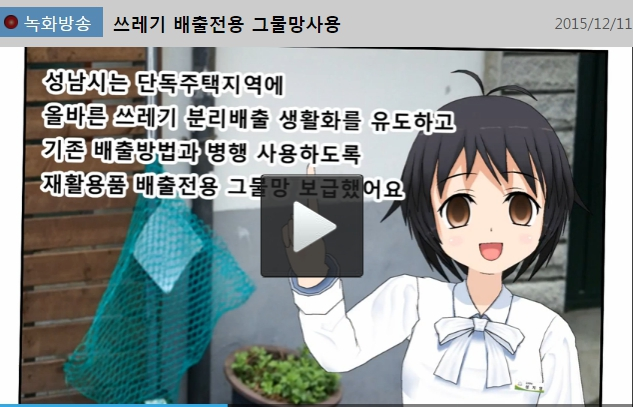 녹화방송 쓰레기 배출전용 그물망사용 2015/12/11
성남시는 단독주택지역에
올바른 쓰레기 분리배출 생활화를 유도하고
기존 배출방법과 병행 사용하도록
재활용품 배출전용 그물망 보급했어요